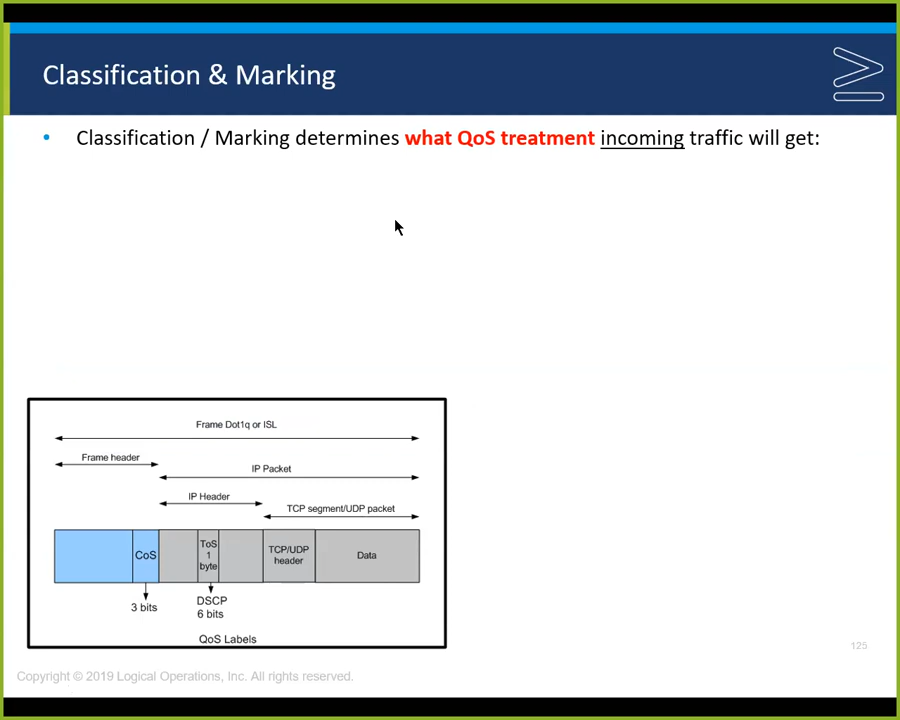 Classification & Marking
• Classification / Marking determines what QoS treatment incoming traffic will get:
Frame Dot1q or ISL
Frame header
IP Packet
IP Header
TCP segment/UDP packet
CoS
ToS
1
byte
TCP/UDP
header
Data
3 bits
DSCP
6 bits
QoS Labels
125
Copyright © 2019 Logical Operations, Inc. All rights reserved.